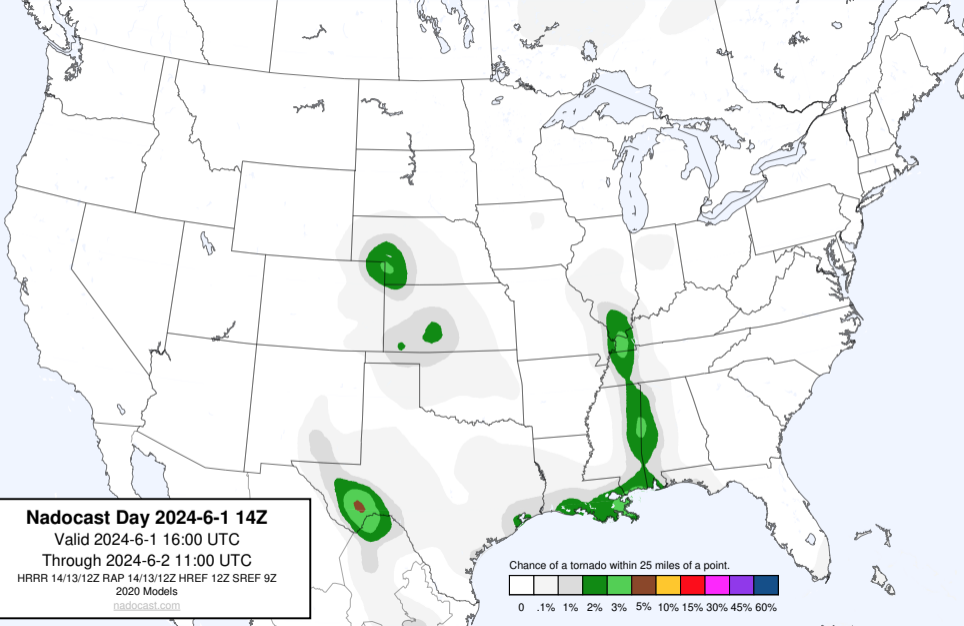 Nadocast Day 2024-6-1 14Z
Valid 2024-6-1 16:00 UTC
Through 2024-6-2 11:00 UTC
HRRR 14/13/12Z RAP 14/13/12Z HREF 12Z SREF 9Z
2020 Models
nadocast.com
Chance of a tornado within 25 miles of a point.
0 .1% 1% 2% 3% 5% 10% 15% 30% 45% 60%